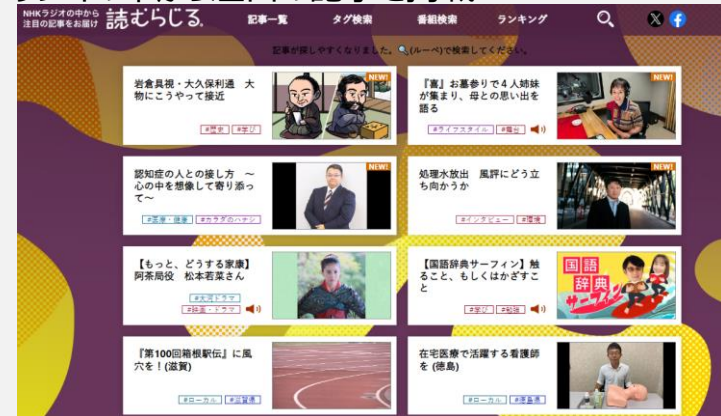 NHKラジオの中から
注目の記事をお届け
読むらじる。
記事一覧
タグ検索
番組検索
ランキング
記事が探しやすくなりました。(ルーペ)で検索してください。
岩倉具視・大久保利通 大
物にこうやって接近
#歴史 #学び
NEW!
『喜』お墓参りで4人姉妹
が集まり、母との思い出を
語る
#ライフスタイル #舞台
NEW!
認知症の人との接し方 ～
心の中を想像して寄り添っ
て～
#医療・健康 #カラダのハナシ
NEW!
処理水放出 風評にどう立
ち向かうか
#インタビュー #環境
NEW!
【もっと、どうする家康】
阿茶局役 松本若菜さん
#大河ドラマ
#映画・ドラマ
【国語辞典サーフィン】触
ること、もしくはかざすこ
と
#学び #勉強
国語
辞典
サーフィン
『第100回箱根駅伝』に風
穴を！(滋賀)
#ローカル #滋賀県
在宅医療で活躍する看護師
を (徳島)
#ローカル #徳島県